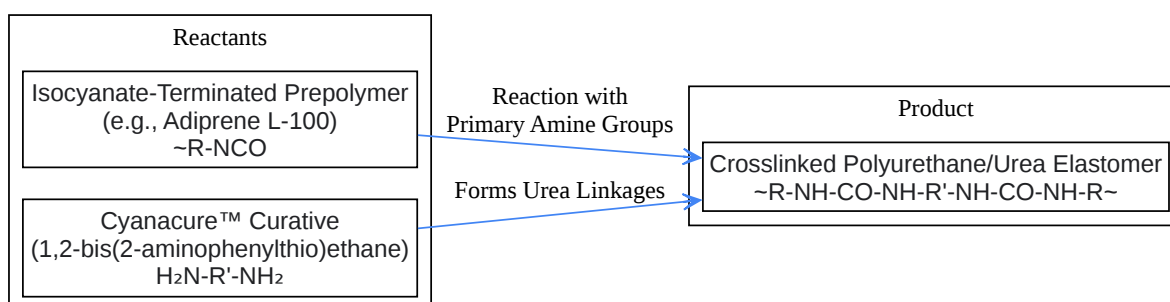 Reactants
Isocyanate-Terminated Prepolymer
(e.g., Adiprene L-100)
~R-NCO
Cyanacure™ Curative
(1,2-bis(2-aminophenylthio)ethane)
H₂N-R'-NH₂
Reaction with
Primary Amine Groups
Forms Urea Linkages
Product
Crosslinked Polyurethane/Urea Elastomer
~R-NH-CO-NH-R'-NH-CO-NH-R~